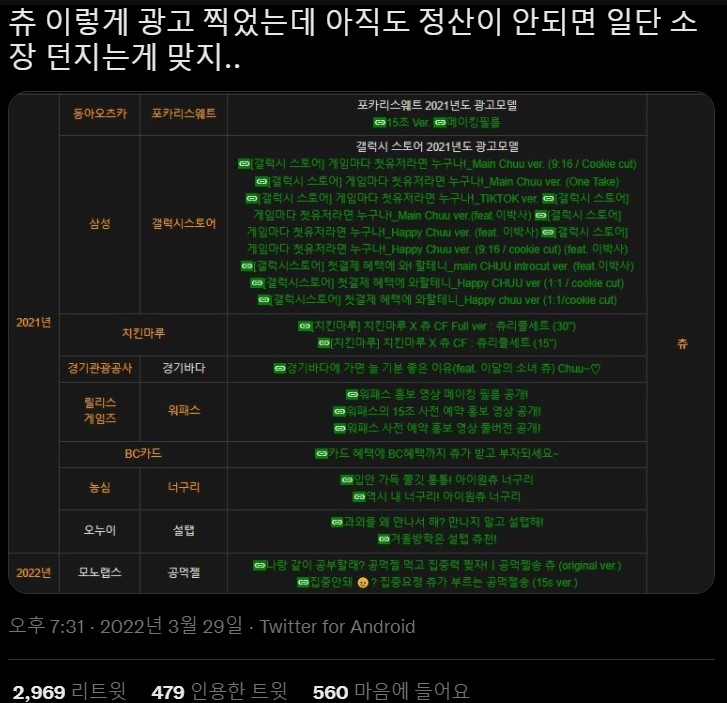 츄 이렇게 광고 찍었는데 아직도 정산이 안되면 일단 소
장 던지는게 맞지..
동아오츠카
포카리스웨트
포카리스웨트 2021년도 광고모델
15초 Ver. 메이킹필름
삼성
갤럭시스토어
갤럭시 스토어 2021년도 광고모델
[갤럭시 스토어] 게임마다 첫유저라면 누구나!_Main Chuu ver. (9:16 / Cookie cut)
[갤럭시 스토어] 게임마다 첫유저라면 누구나!_Main Chuu ver. (One Take)
[갤럭시 스토어] 게임마다 첫유저라면 누구나!_TIKTOK ver. [갤럭시 스토어]
게임마다 첫유저라면 누구나!_Main Chuu ver.(feat.이박사) [갤럭시 스토어]
게임마다 첫유저라면 누구나!_Happy Chuu ver. (feat. 이박사) [갤럭시 스토어]
게임마다 첫유저라면 누구나!_Happy Chuu ver. (9:16 / cookie cut) (feat. 이박사)
[갤럭시스토어] 첫결제 혜택에 와! 할테니_main CHUU introcut ver. (feat.이박사)
[갤럭시스토어] 첫결제 혜택에 와할테니_Happy CHUU ver (1:1 / cookie cut)
[갤럭시스토어] 첫결제 혜택에 와할테니_Happy chuu ver (1:1/cookie cut)
2021년
치킨마루
[치킨마루] 치킨마루 X 츄 CF Full ver : 츄리플세트 (30")
[치킨마루] 치킨마루 X 츄 CF : 츄리플세트 (15")
츄
경기관광공사
경기바다
경기바다에 가면 늘 기분 좋은 이유(feat. 이달의 소녀 츄) Chuu~♡
릴리스
게임즈
워패스
워패스 홍보 영상 메이킹 필름 공개!
워패스의 15초 사전 예약 홍보 영상 공개!
워패스 사전 예약 홍보 영상 풀버전 공개!
BC카드
카드 혜택에 BC혜택까지 츄가 받고 부자되세요~
농심
너구리
입안 가득 쫄깃 통통! 아이원츄 너구리
역시 내 너구리! 아이원츄 너구리
오누이
설탭
과외를 왜 만나서 해? 만나지 말고 설탭해!
겨울방학은 설탭 츄천!
2022년
모노랩스
공먹젤
나랑 같이 공부할래? 공먹젤 먹고 집중력 찢자! | 공먹젤송 츄 (original ver.)
집중안돼 😠? 집중요정 츄가 부르는 공먹젤송 (15s ver.)
오후 7:31 · 2022년 3월 29일 · Twitter for Android
2,969 리트윗 479 인용한 트윗 560 마음에 들어요